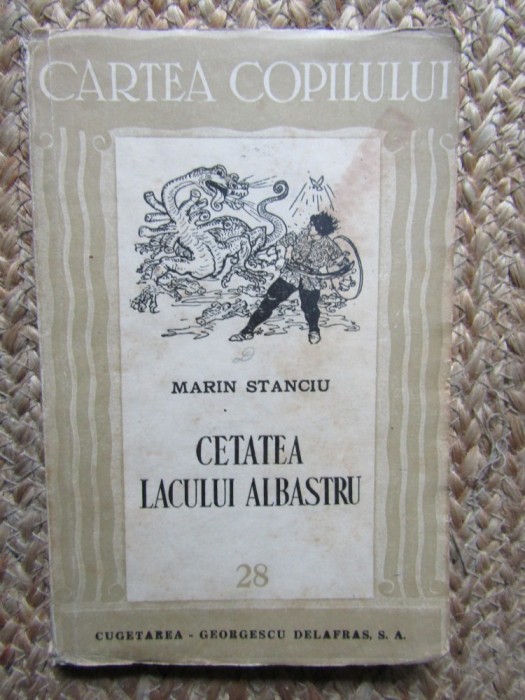 CARTEA COPILULUI
MARIN STANCIU
CETATEA
LACULUI ALBASTRU
28
CUGETAREA - GEORGESCU DELAFRAS, S. A.